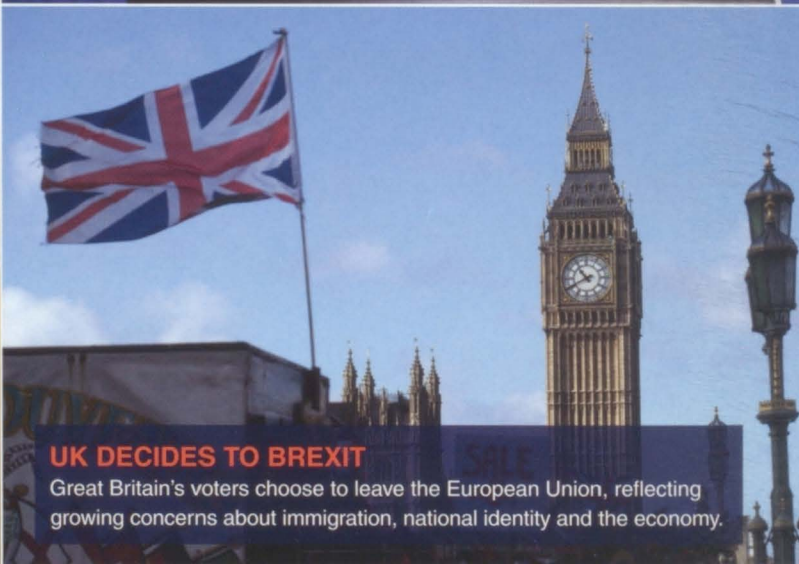 UK DECIDES TO BREXIT
Great Britain's voters choose to leave the European Union, reflecting
growing concerns about immigration, national identity and the economy.
SALE